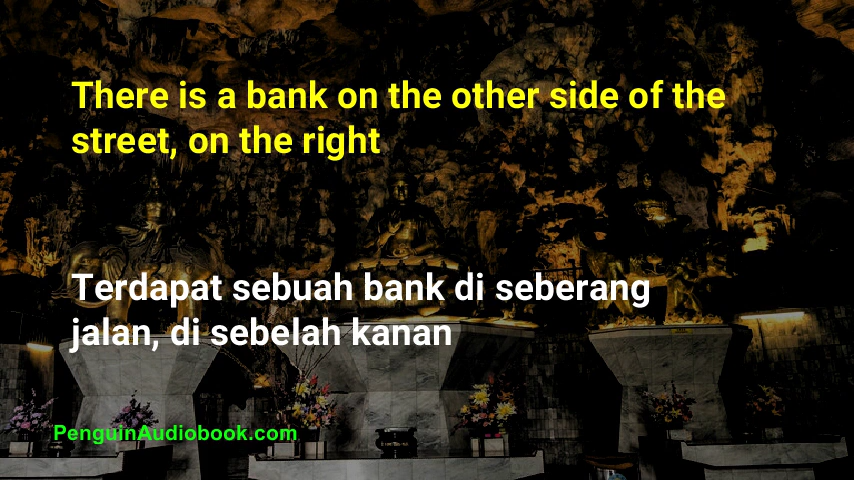 There is a bank on the other side of the
street, on the right
Terdapat sebuah bank di seberang
jalan, di sebelah kanan
PenguinAudiobook.com